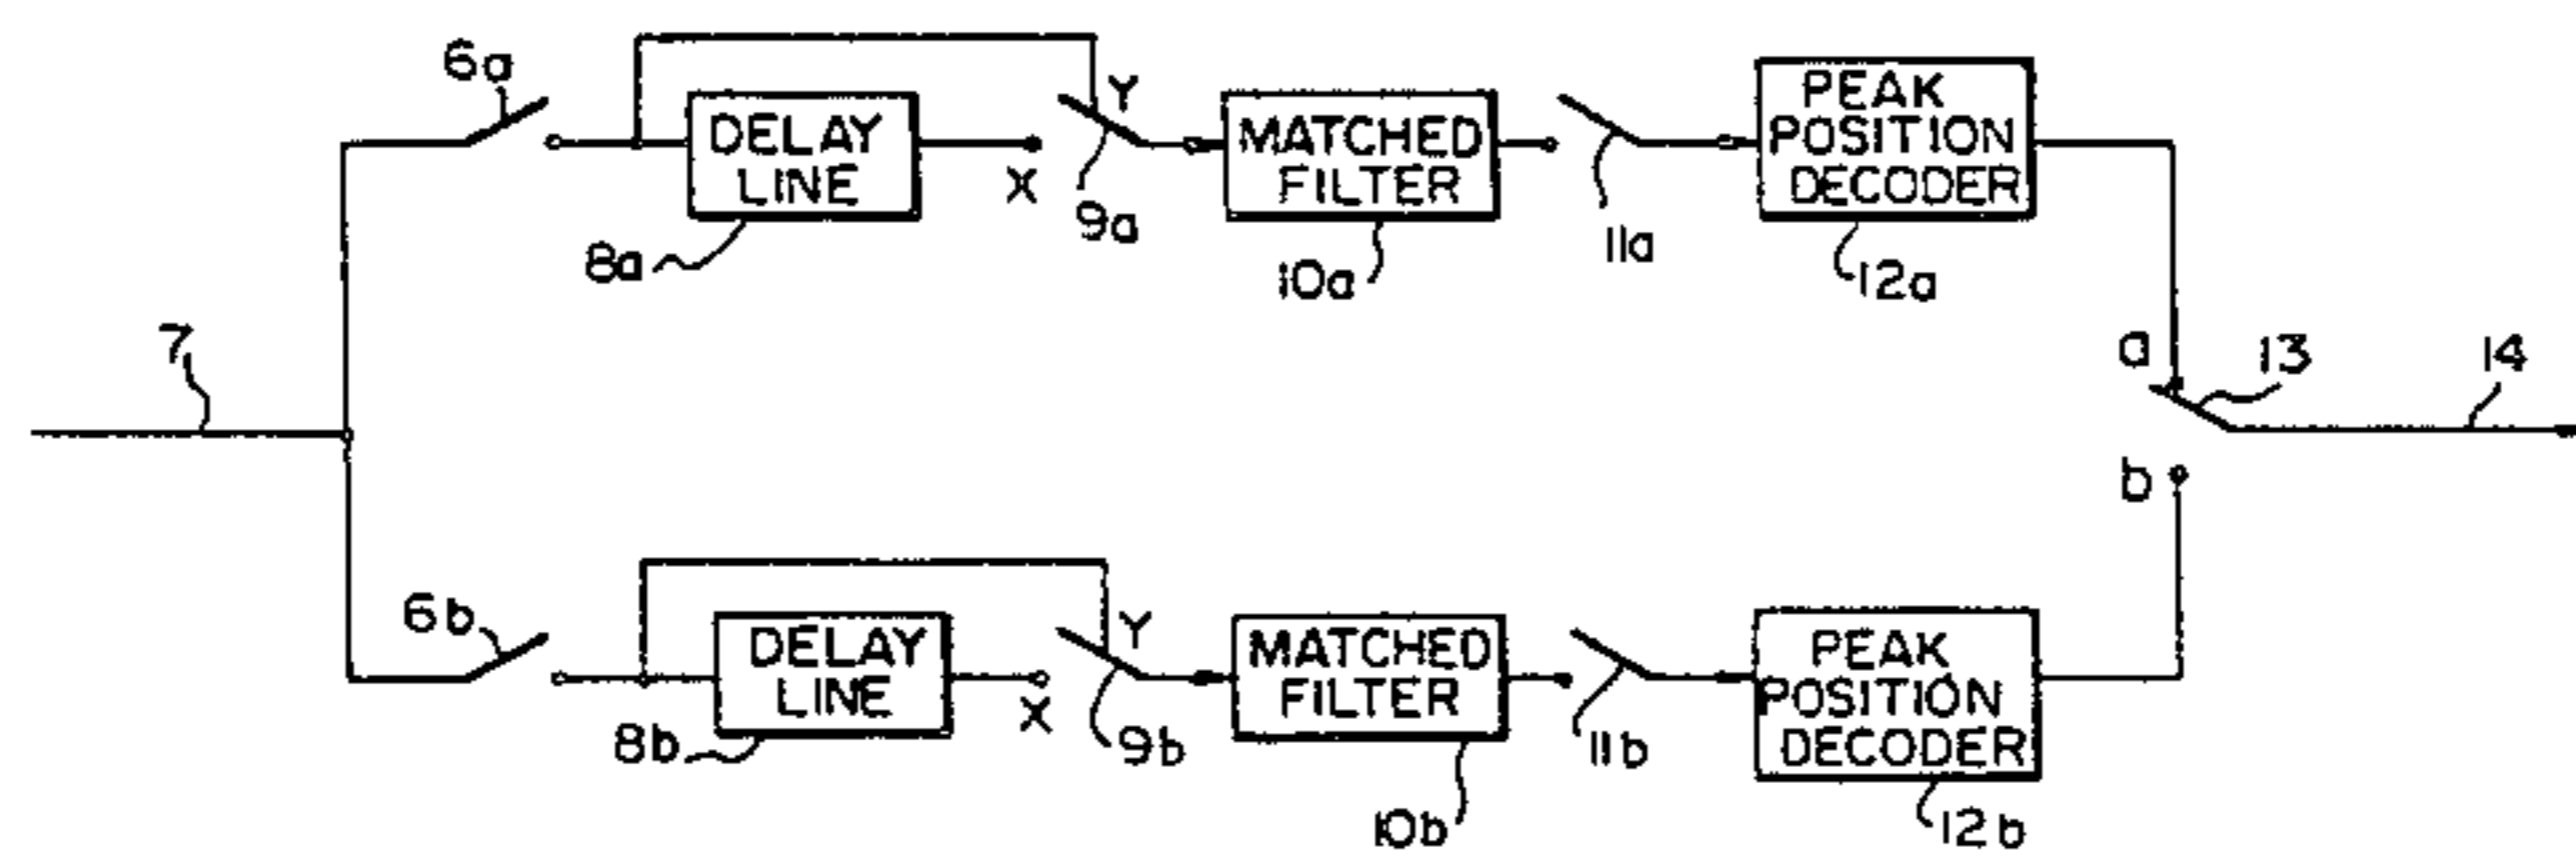 6a
DELAY
LINE
8a
X
Y
9a
MATCHED
FILTER
10a
11a
PEAK
POSITION
DECODER
12a
7
a
13
14
b
6b
DELAY
LINE
8b
X
Y
9b
MATCHED
FILTER
10b
11b
PEAK
POSITION
DECODER
12b